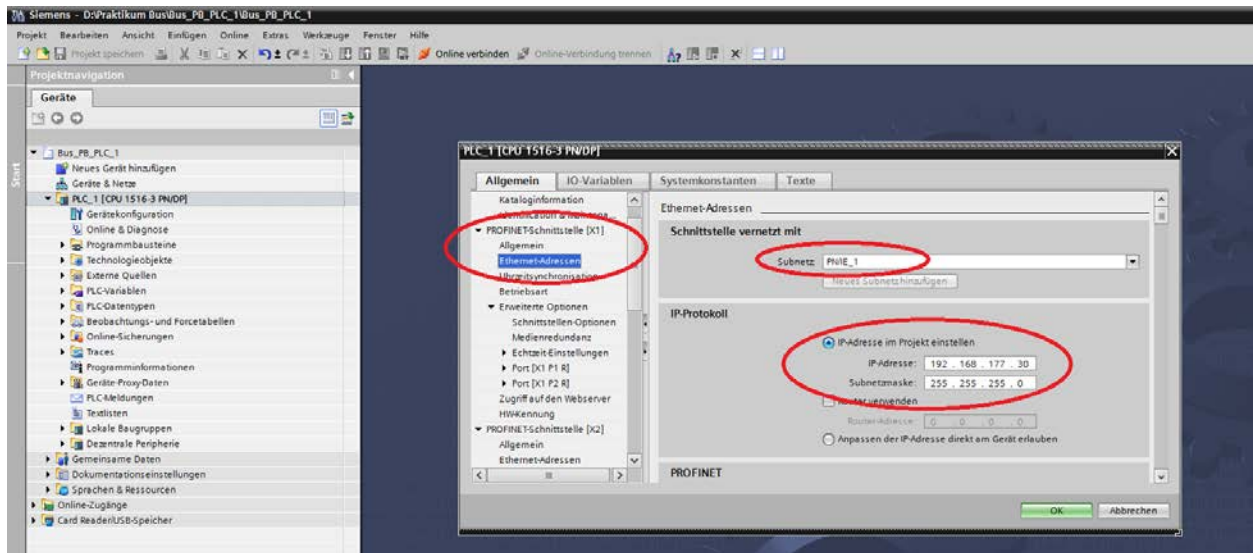 Siemens - D:\Praktikum Bus\Bus_PB_PLC_1\Bus_PB_PLC_1
Projekt Bearbeiten Ansicht Einfügen Online Extras Werkzeuge Fenster Hilfe
Projekt speichern Online verbinden Online-Verbindung trennen
Projektnavigation
Geräte
Start
Bus_PB_PLC_1
Neues Gerät hinzufügen
Geräte & Netze
PLC_1 [CPU 1516-3 PN/DP]
Gerätekonfiguration
Online & Diagnose
Programmbausteine
Technologieobjekte
Externe Quellen
PLC-Variablen
PLC-Datentypen
Beobachtungs- und Forcetabellen
Online-Sicherungen
Traces
Programminformationen
Geräte-Proxy-Daten
PLC-Meldungen
Textlisten
Lokale Baugruppen
Dezentrale Peripherie
Gemeinsame Daten
Dokumentationseinstellungen
Sprachen & Ressourcen
Online-Zugänge
Card Reader/USB-Speicher
PLC_1 [CPU 1516-3 PN/DP]
Allgemein IO-Variablen Systemkonstanten Texte
Kataloginformation
PROFINET-Schnittstelle [X1]
Allgemein
Ethernet-Adressen
Uhrzeitsynchronisation
Betriebsart
Erweiterte Optionen
Schnittstellen-Optionen
Medienredundanz
Echtzeit-Einstellungen
Port [X1 P1 R]
Port [X1 P2 R]
Zugriff auf den Webserver
HW-Kennung
PROFINET-Schnittstelle [X2]
Allgemein
Ethernet-Adressen
Ethernet-Adressen
Schnittstelle vernetzt mit
Subnetz: PN/IE_1
Neues Subnetz hinzufügen
IP-Protokoll
IP-Adresse im Projekt einstellen
IP-Adresse: 192 . 168 . 177 . 30
Subnetzmaske: 255 . 255 . 255 . 0
Router verwenden
Router-Adresse: 0 . 0 . 0 . 0
Anpassen der IP-Adresse direkt am Gerät erlauben
PROFINET
OK Abbrechen